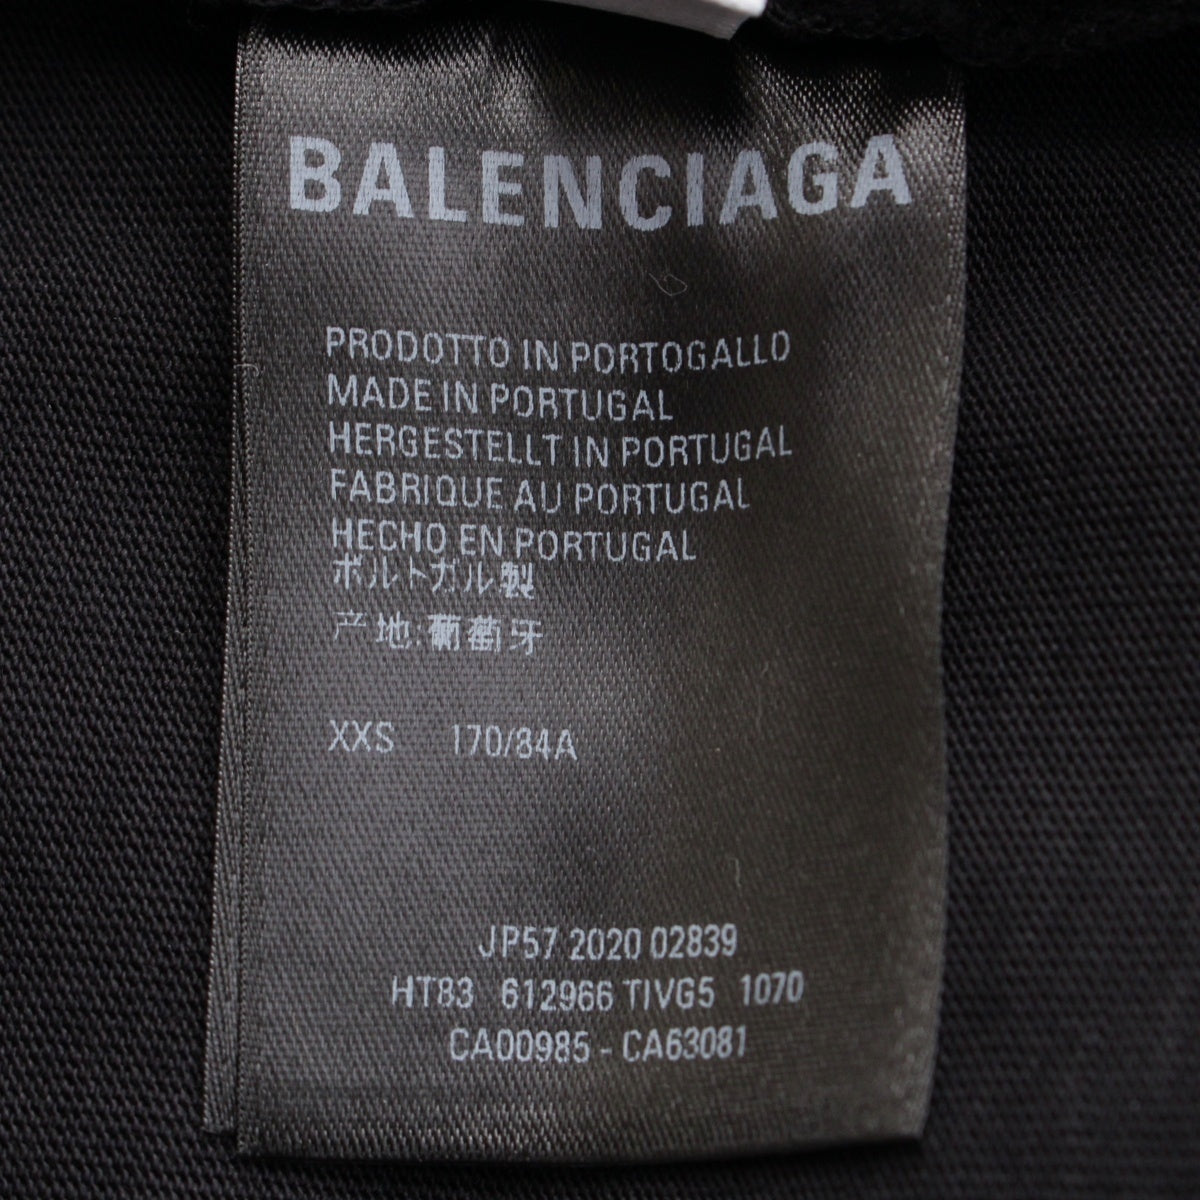 BALENCIAGA
PRODOTTO IN PORTOGALLO
MADE IN PORTUGAL
HERGESTELLT IN PORTUGAL
FABRIQUE AU PORTUGAL
HECHO EN PORTUGAL
ポルトガル製
产地:葡萄牙
XXS 170/84A
JP57 2020 02839
HT83 612966 TIVG5 1070
CA00985 - CA63081